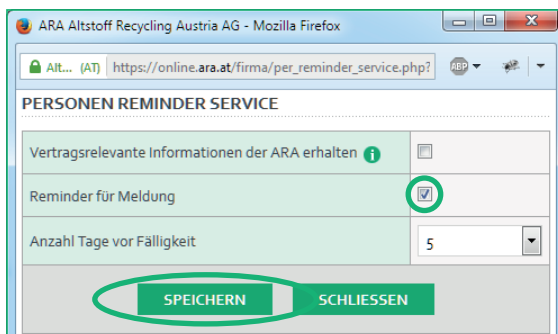 ARA Altstoff Recycling Austria AG - Mozilla Firefox
Alt... (AT) https://online.ara.at/firma/per_reminder_service.php? ABP
PERSONEN REMINDER SERVICE
Vertragsrelevante Informationen der ARA erhalten i
Reminder für Meldung
Anzahl Tage vor Fälligkeit 5
SPEICHERN SCHLIESSEN